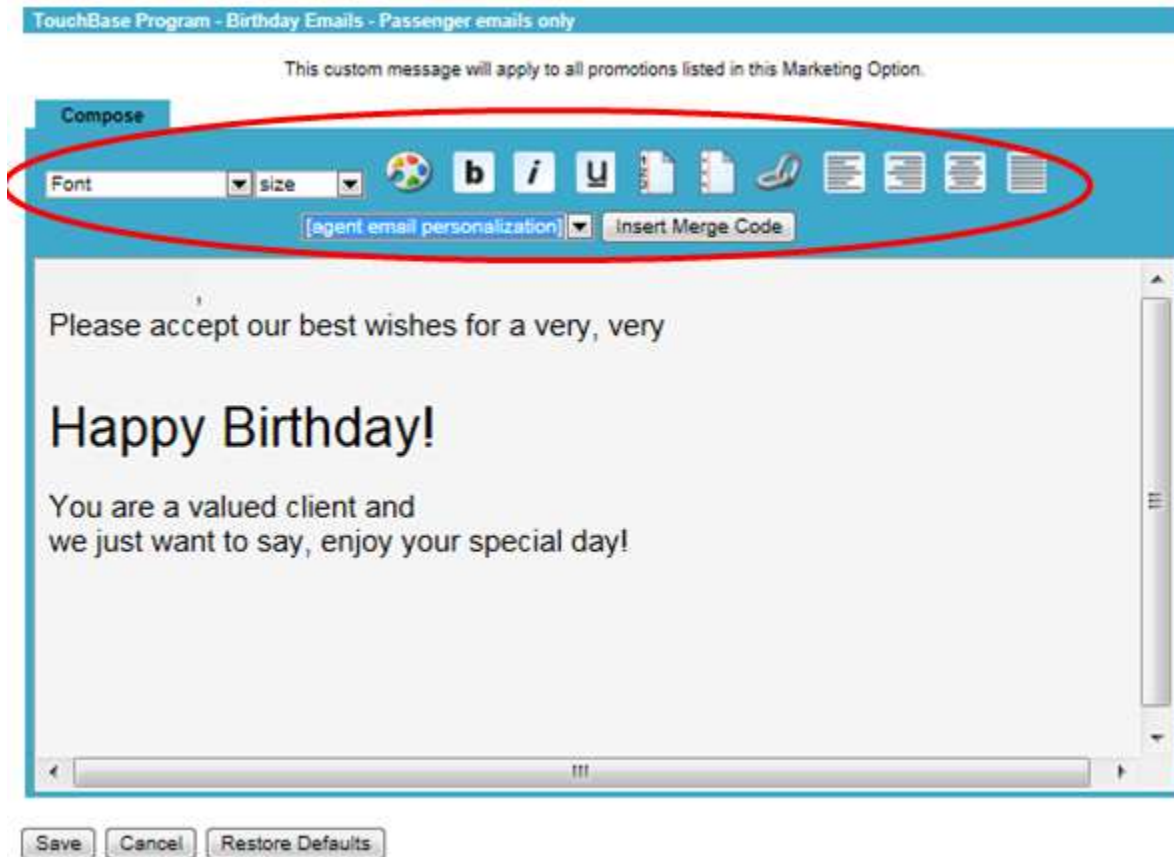 TouchBase Program - Birthday Emails - Passenger emails only
This custom message will apply to all promotions listed in this Marketing Option.
Compose
Font size b i u
[agent email personalization] Insert Merge Code
,
Please accept our best wishes for a very, very
Happy Birthday!
You are a valued client and
we just want to say, enjoy your special day!
Save Cancel Restore Defaults